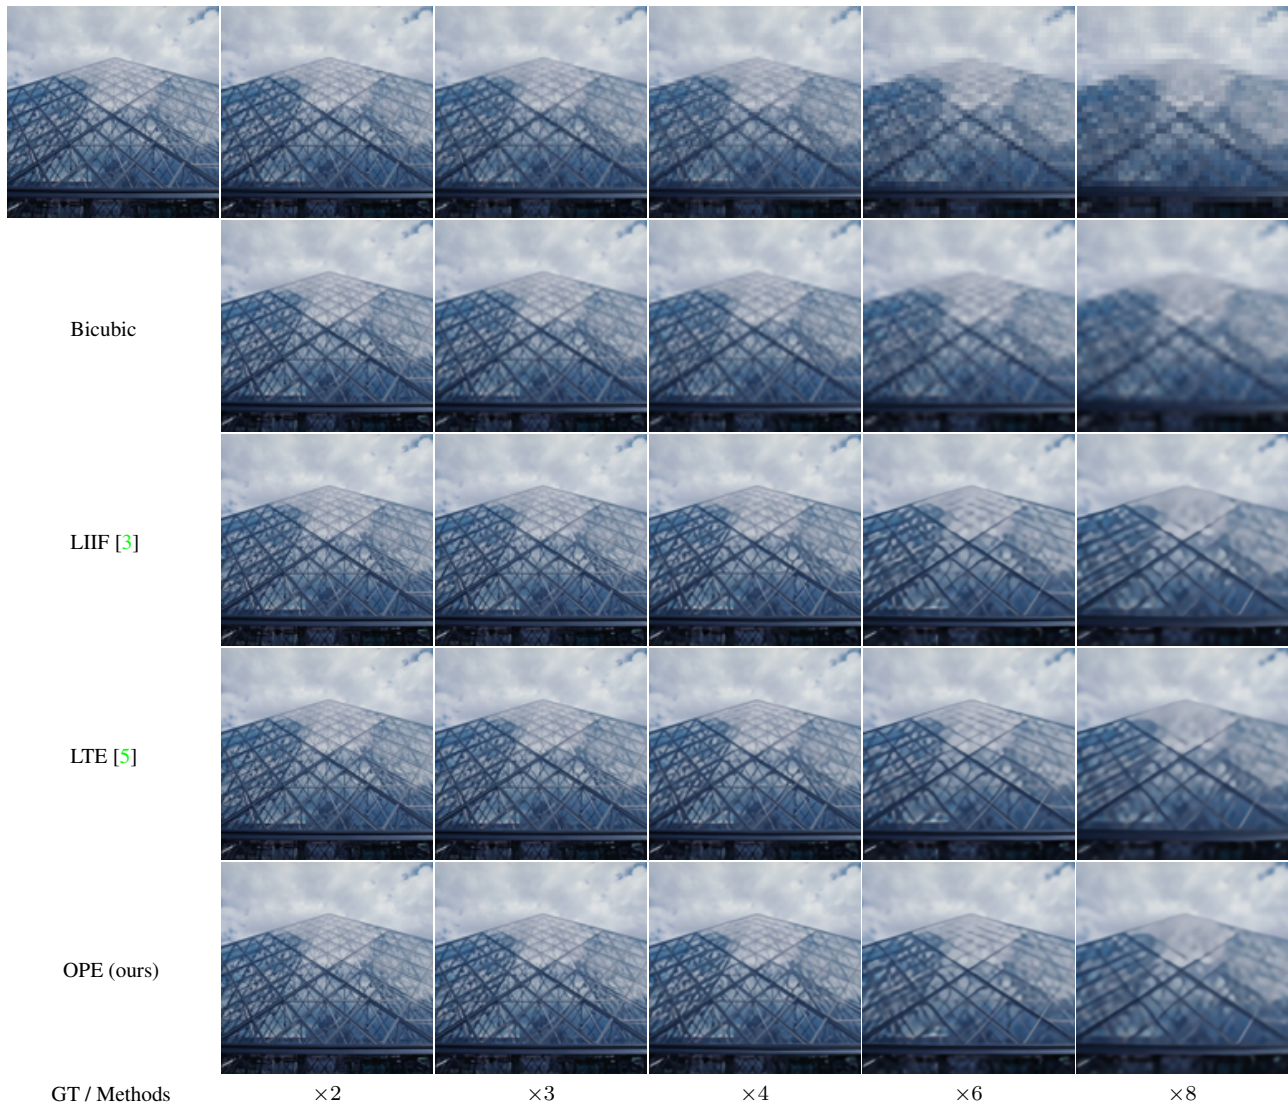 Bicubic
LIIF [3]
LTE [5]
OPE (ours)
GT / Methods ×2 ×3 ×4 ×6 ×8